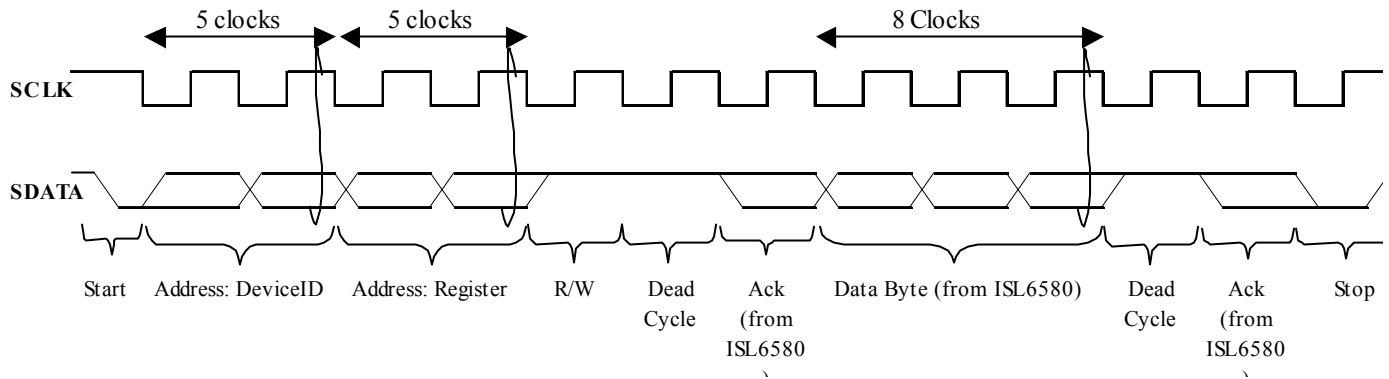 5 clocks 5 clocks 8 Clocks
SCLK
SDATA
Start Address: DeviceID Address: Register R/W Dead Ack Data Byte (from ISL6580) Dead Ack Stop
Cycle (from Cycle (from
ISL6580 ISL6580
) )